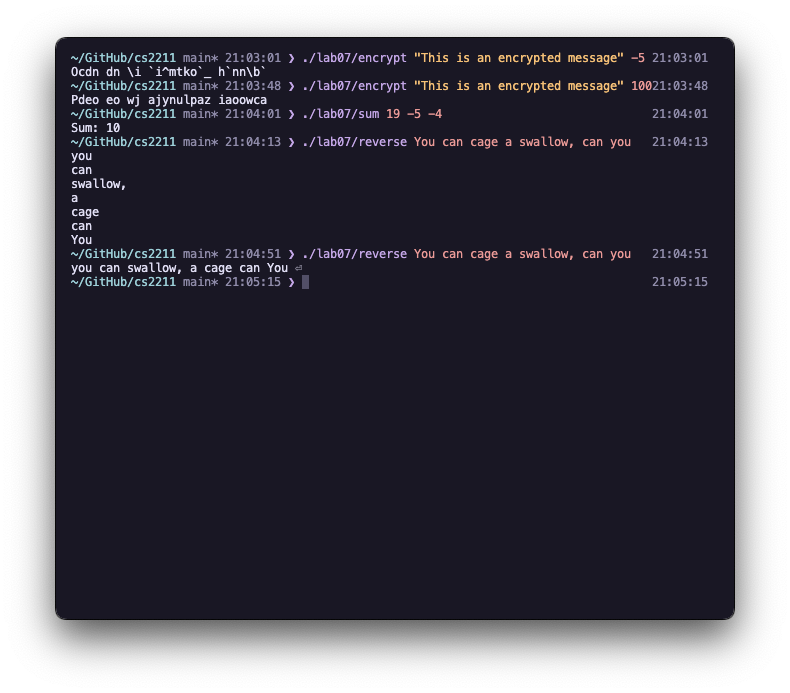 ~/GitHub/cs2211 main* 21:03:01 ❯ ./lab07/encrypt "This is an encrypted message" -5 21:03:01
Ocdn dn \i `i^mtko`_ h`nn\b`
~/GitHub/cs2211 main* 21:03:48 ❯ ./lab07/encrypt "This is an encrypted message" 10021:03:48
Pdeo eo wj ajynulpaz iaoowca
~/GitHub/cs2211 main* 21:04:01 ❯ ./lab07/sum 19 -5 -4 21:04:01
Sum: 10
~/GitHub/cs2211 main* 21:04:13 ❯ ./lab07/reverse You can cage a swallow, can you 21:04:13
you
can
swallow,
a
cage
can
You
~/GitHub/cs2211 main* 21:04:51 ❯ ./lab07/reverse You can cage a swallow, can you 21:04:51
you can swallow, a cage can You ⏎
~/GitHub/cs2211 main* 21:05:15 ❯ 21:05:15